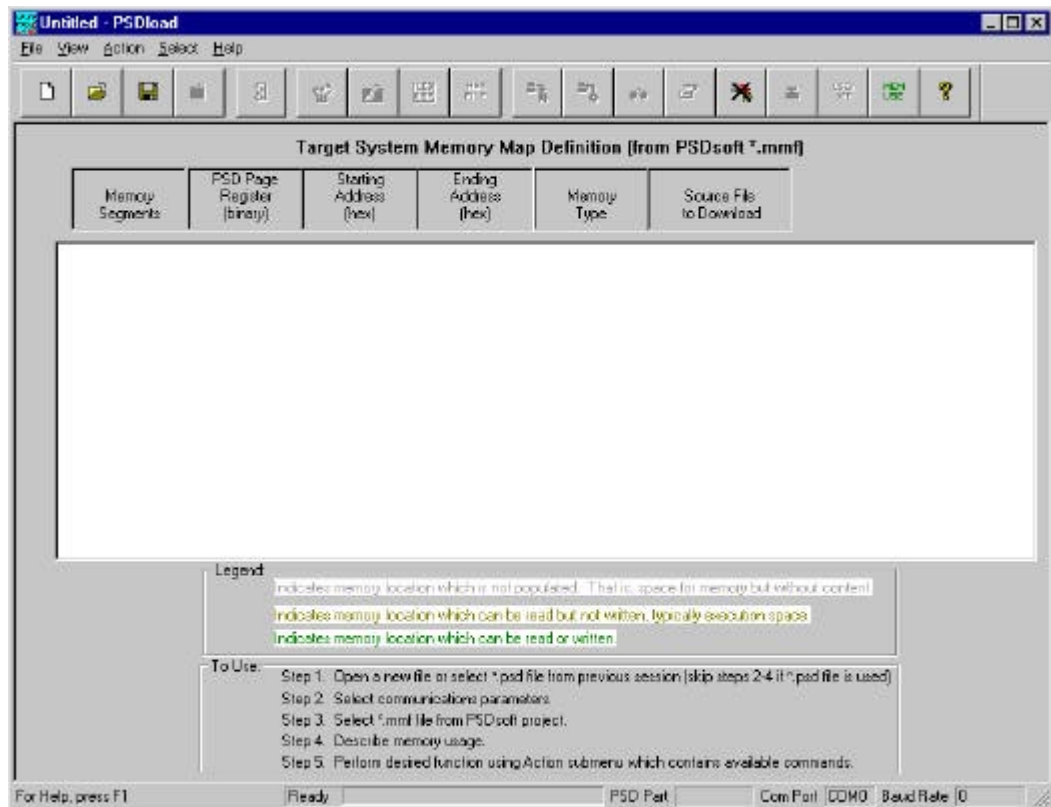 Untitled - PSDload
File View Action Select Help
Target System Memory Map Definition (from PSDsoft *.mmf)
Memory Segments
PSD Page Register (binary)
Starting Address (hex)
Ending Address (hex)
Memory Type
Source File to Download
Legend:
Indicates memory location which is not populated. That is, space for memory but without content.
Indicates memory location which can be read but not written, typically execution space.
Indicates memory location which can be read or written.
To Use:
Step 1. Open a new file or select *.psd file from previous session (skip steps 2-4 if *.psd file is used)
Step 2. Select communications parameters.
Step 3. Select *.mmf file from PSDsoft project.
Step 4. Describe memory usage.
Step 5. Perform desired function using Action submenu which contains available commands.
For Help, press F1 Ready PSD Part Com Port COM0 Baud Rate 0